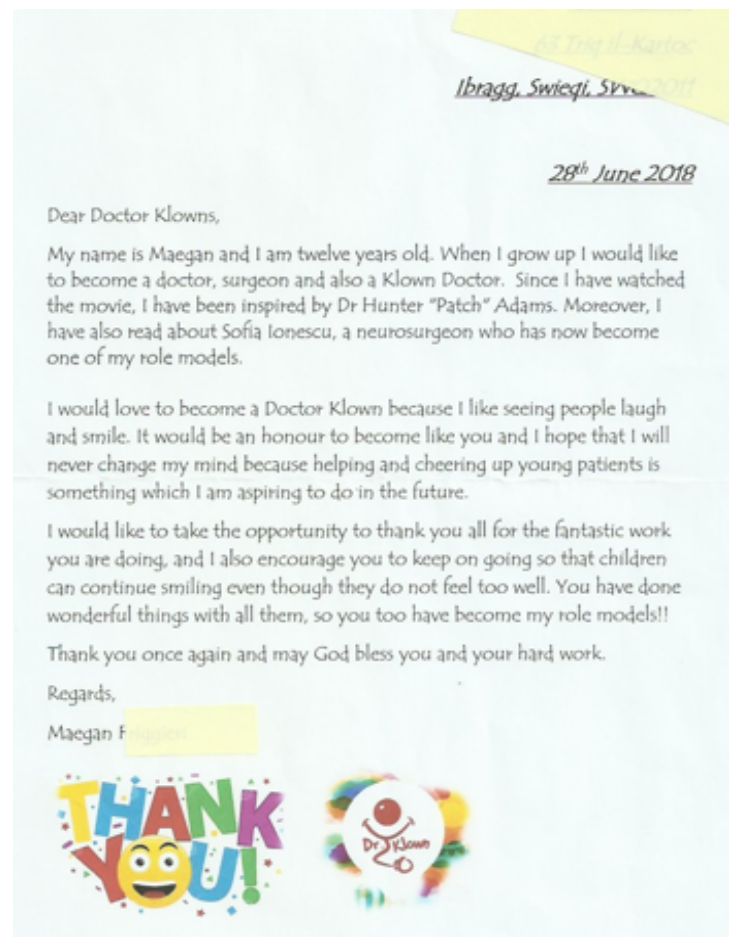 Ibragg, Swieqi,
28th June 2018
Dear Doctor Klowns,
My name is Maegan and I am twelve years old. When I grow up I would like
to become a doctor, surgeon and also a Klown Doctor. Since I have watched
the movie, I have been inspired by Dr Hunter “Patch” Adams. Moreover, I
have also read about Sofia Ionescu, a neurosurgeon who has now become
one of my role models.
I would love to become a Doctor Klown because I like seeing people laugh
and smile. It would be an honour to become like you and I hope that I will
never change my mind because helping and cheering up young patients is
something which I am aspiring to do in the future.
I would like to take the opportunity to thank you all for the fantastic work
you are doing, and I also encourage you to keep on going so that children
can continue smiling even though they do not feel too well. You have done
wonderful things with all them, so you too have become my role models!!
Thank you once again and may God bless you and your hard work.
Regards,
Maegan
THANK
YOU!
Dr Klown